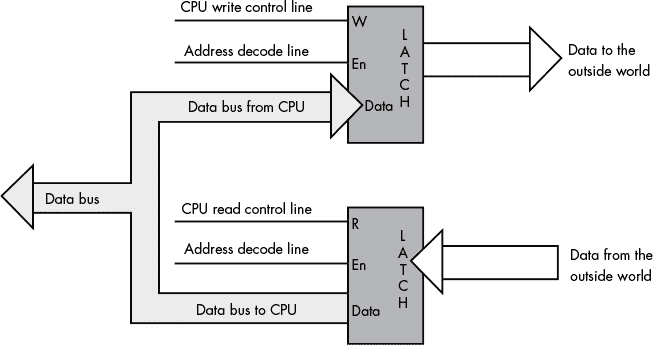 CPU write control line
W
Address decode line
En
Data bus from CPU
Data
LATCH
Data to the
outside world
Data bus
CPU read control line
R
Address decode line
En
Data bus to CPU
Data
LATCH
Data from the
outside world